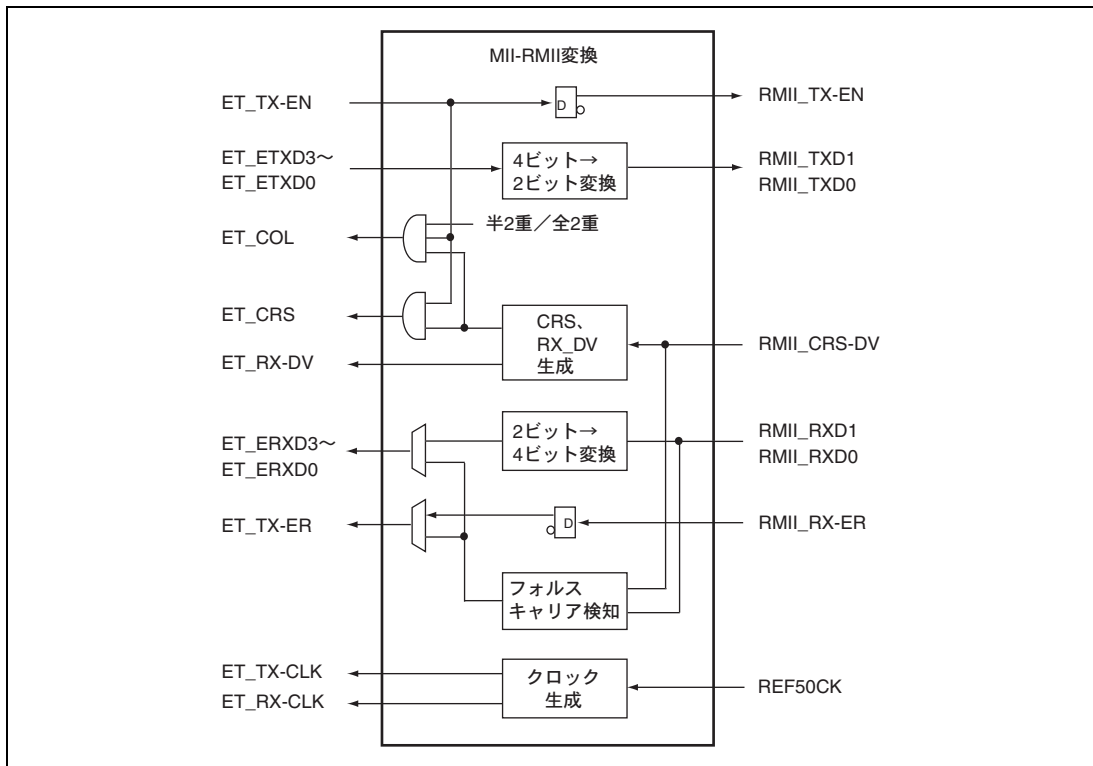 MII-RMII変換
ET_TX-EN
D
RMII_TX-EN
ET_ETXD3～
ET_ETXD0
4ビット→
2ビット変換
RMII_TXD1
RMII_TXD0
半2重／全2重
ET_COL
ET_CRS
CRS、
RX_DV
生成
RMII_CRS-DV
ET_RX-DV
ET_ERXD3～
ET_ERXD0
2ビット→
4ビット変換
RMII_RXD1
RMII_RXD0
ET_TX-ER
D
RMII_RX-ER
フォルス
キャリア検知
ET_TX-CLK
ET_RX-CLK
クロック
生成
REF50CK